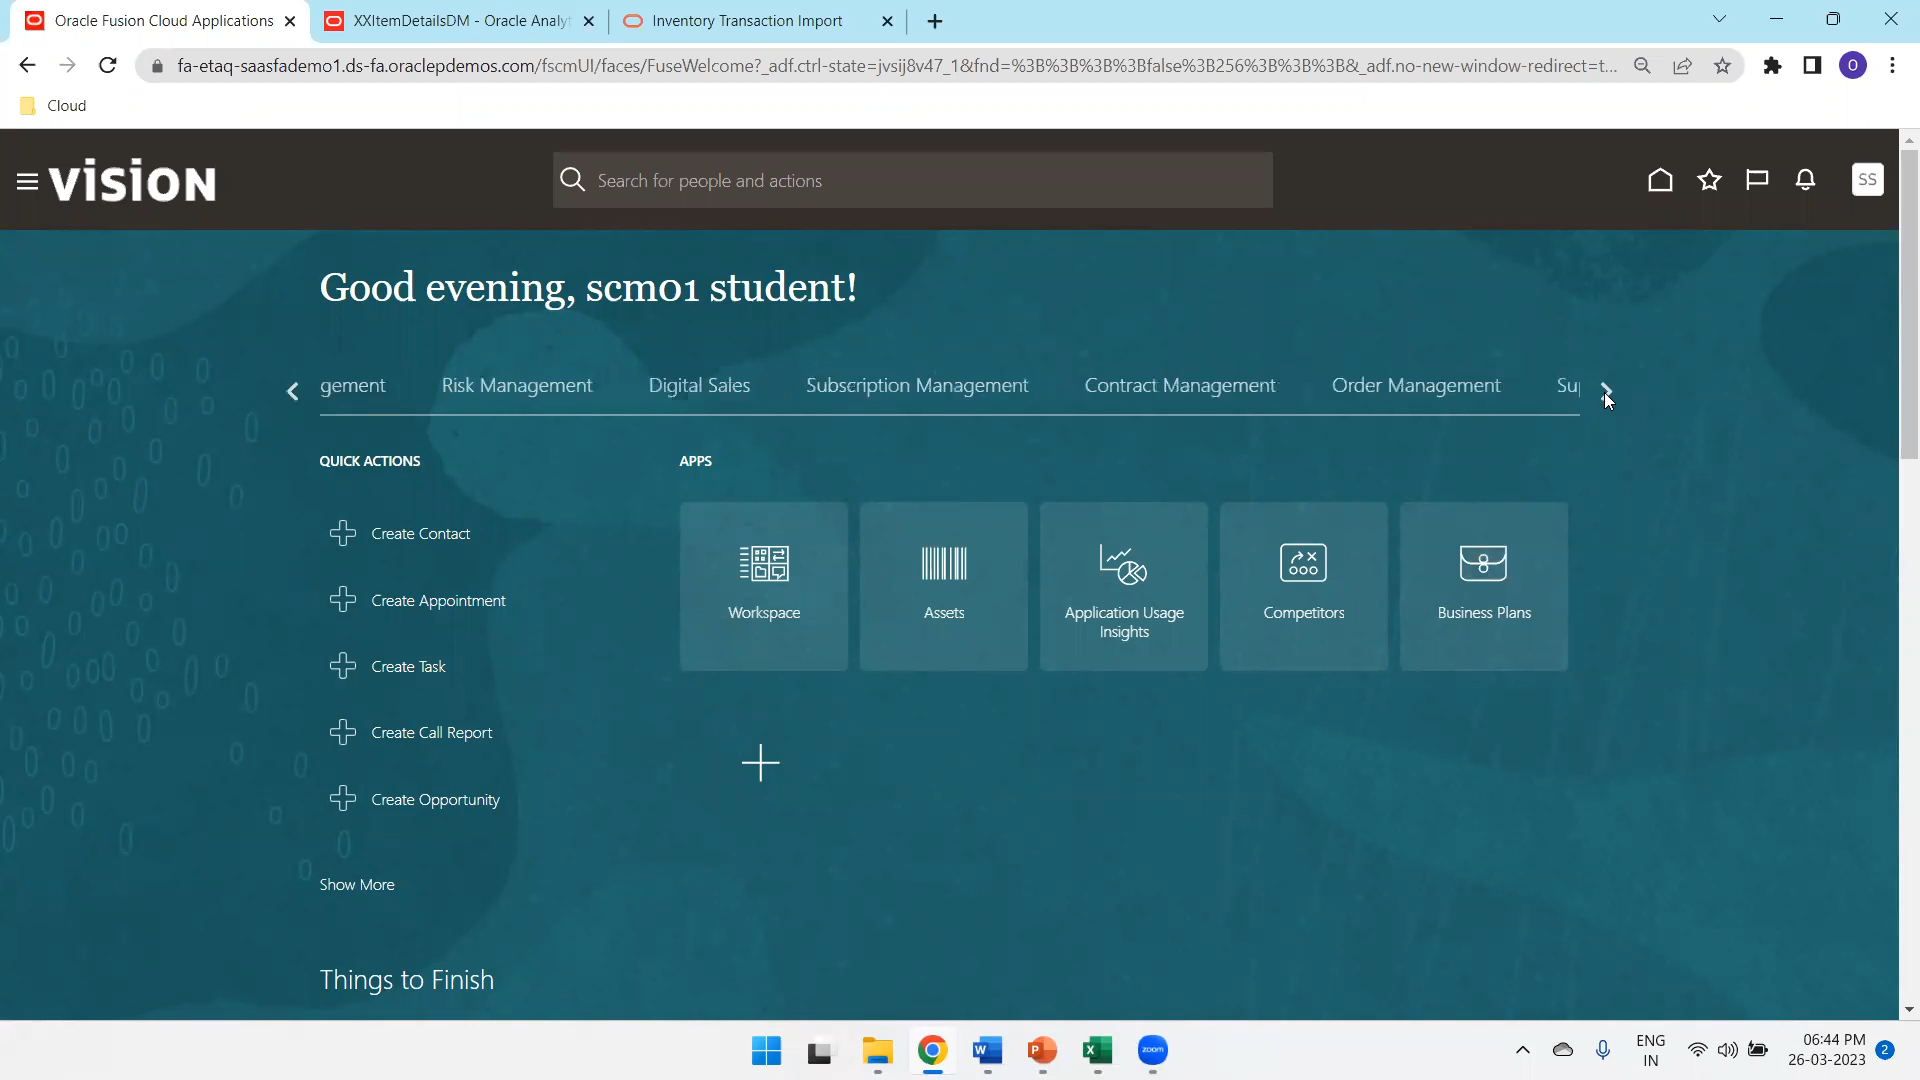 Oracle Fusion Cloud Applications
XXItemDetailsDM - Oracle Analyt
Inventory Transaction Import
fa-etaq-saasfademo1.ds-fa.oraclepdemos.com/fscmUI/faces/FuseWelcome?_adf.ctrl-state=jvsij8v47_1&fnd=%3B%3B%3B%3Bfalse%3B256%3B%3B%3B&_adf.no-new-window-redirect=t...
O
Cloud
VISION
Search for people and actions
SS
Good evening, scm01 student!
gement
Risk Management
Digital Sales
Subscription Management
Contract Management
Order Management
Sup
QUICK ACTIONS
APPS
Create Contact
Create Appointment
Create Task
Create Call Report
Create Opportunity
Show More
Workspace
Assets
Application Usage
Insights
Competitors
Business Plans
Things to Finish
zoom
ENG
IN
06:44 PM
26-03-2023
2